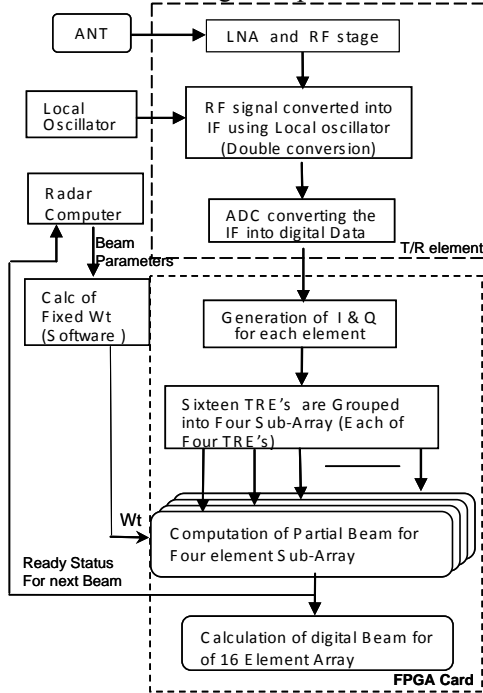 ANT
LNA and RF stage
Local
Oscillator
RF signal converted into
IF using Local oscillator
(Double conversion)
Radar
Computer
ADC converting the
IF into digital Data
T/R element
Beam
Parameters
Calc of
Fixed Wt
(Software )
Generation of I & Q
for each element
Sixteen TRE's are Grouped
into Four Sub-Array (Each of
Four TRE's)
Wt
Computation of Partial Beam for
Four element Sub-Array
Ready Status
For next Beam
Calculation of digital Beam for
of 16 Element Array
FPGA Card